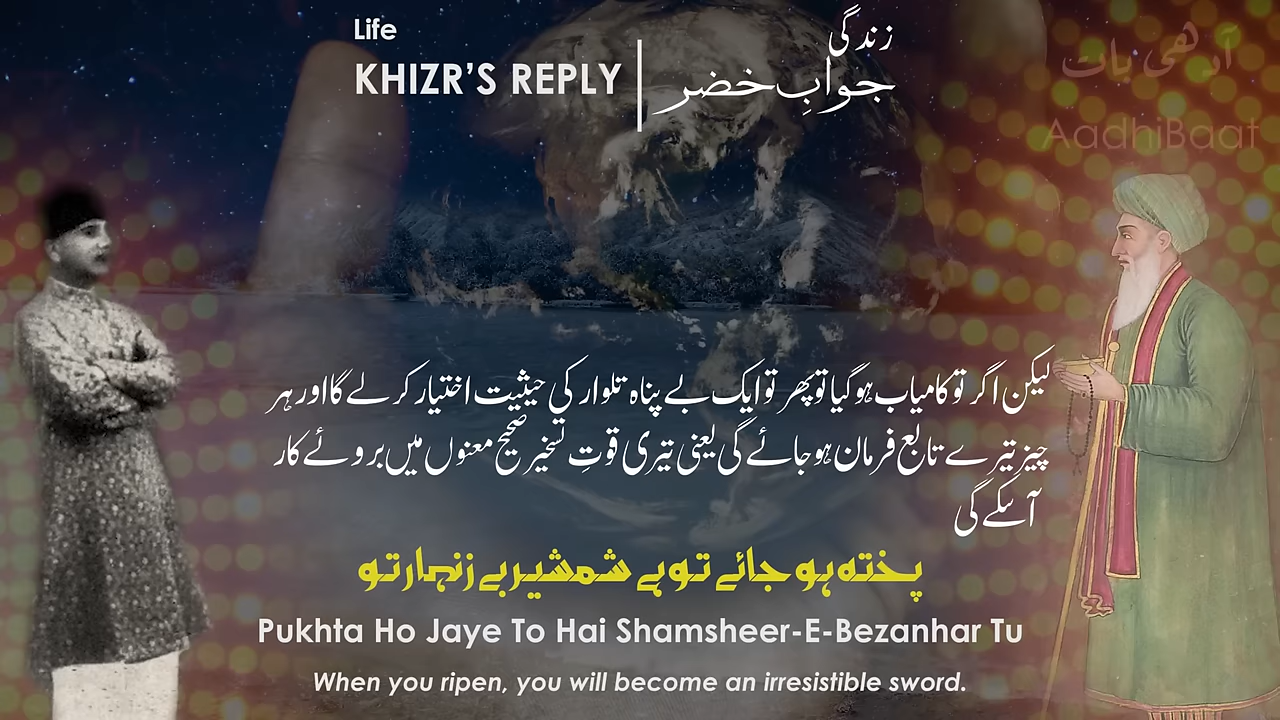 Life
KHIZR'S REPLY
زندگی
جوابِ خضر
آدھی بات
AadhiBaat
لیکن اگر تو کامیاب ہو گیا تو پھر تو ایک بے پناہ تلوار کی حیثیت اختیار کر لے گا اور ہر
چیز تیرے تابع فرمان ہو جائے گی یعنی تیری قوتِ تسخیر صحیح معنوں میں بروئے کار
آ سکے گی
پختہ ہو جائے تو ہے شمشیر بے زنہار تو
Pukhta Ho Jaye To Hai Shamsheer-E-Bezanhar Tu
When you ripen, you will become an irresistible sword.